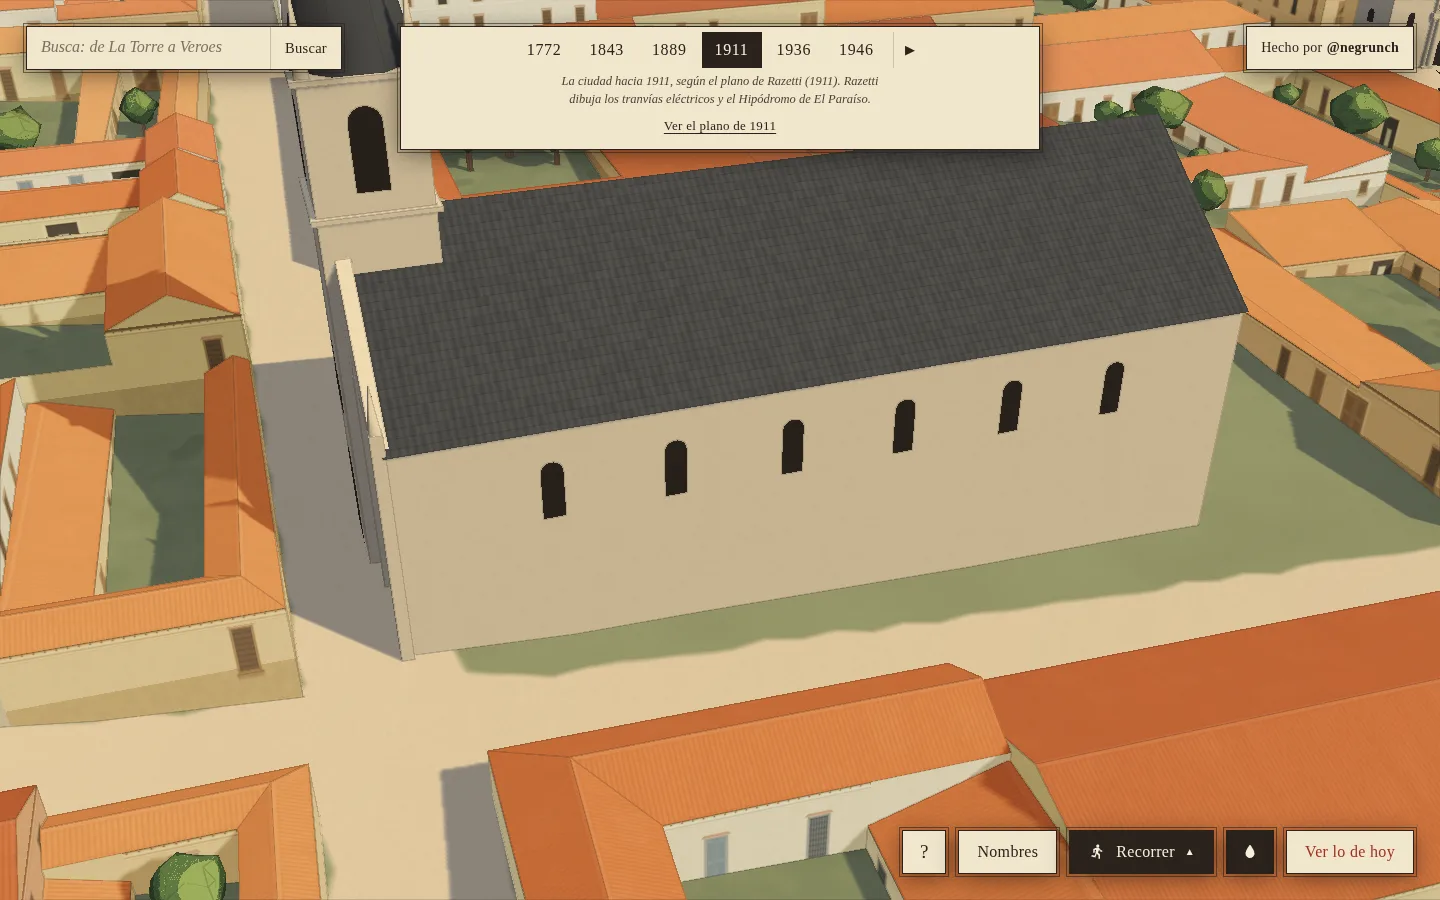 Busca: de La Torre a Veroes
Buscar
1772 1843 1889 1911 1936 1946 ▶
La ciudad hacia 1911, según el plano de Razetti (1911). Razetti
dibuja los tranvías eléctricos y el Hipódromo de El Paraíso.
Ver el plano de 1911
Hecho por @negrunch
?
Nombres
Recorrer ▲
Ver lo de hoy